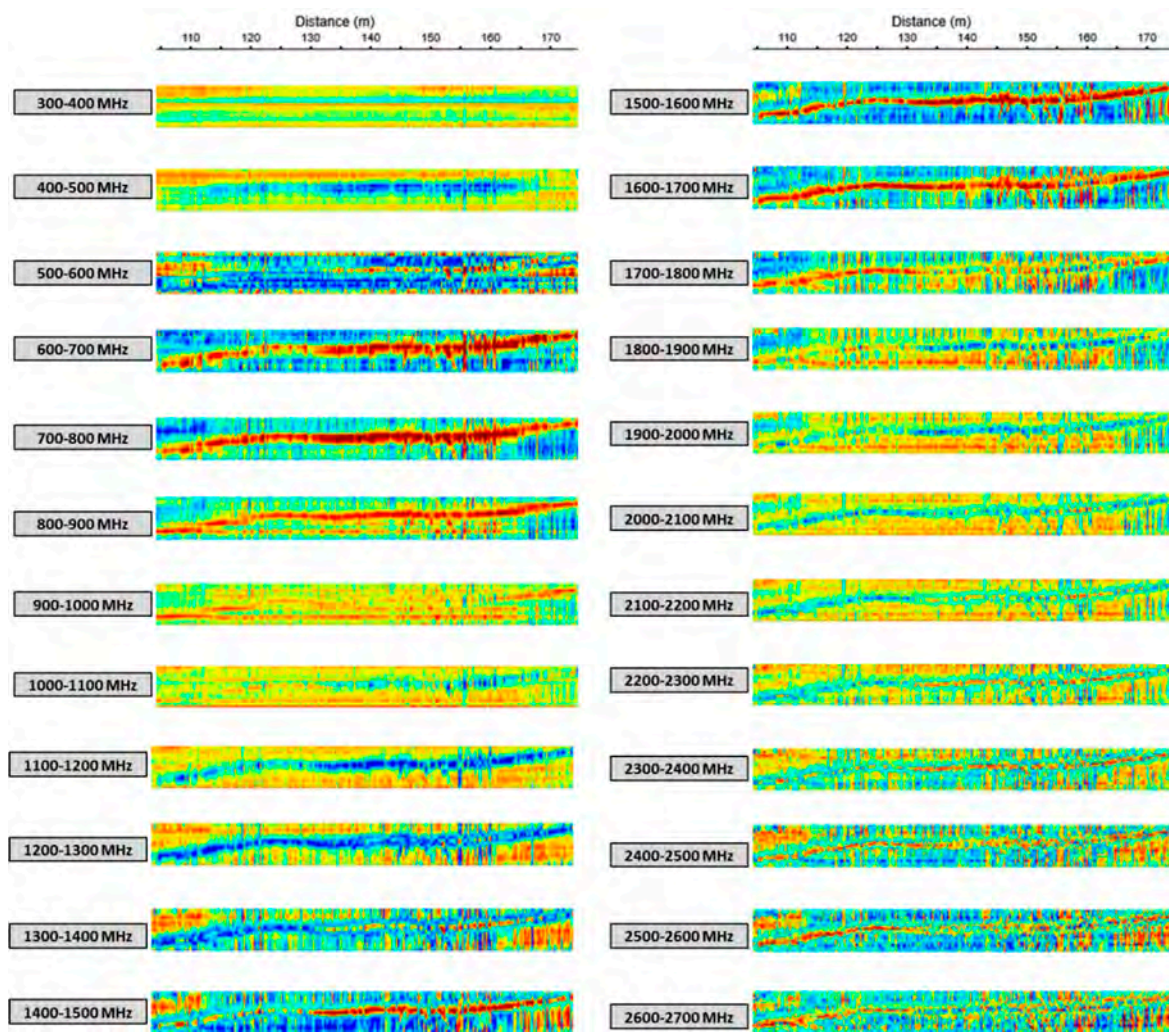 Distance (m)
110 120 130 140 150 160 170
300-400 MHz
400-500 MHz
500-600 MHz
600-700 MHz
700-800 MHz
800-900 MHz
900-1000 MHz
1000-1100 MHz
1100-1200 MHz
1200-1300 MHz
1300-1400 MHz
1400-1500 MHz
Distance (m)
110 120 130 140 150 160 170
1500-1600 MHz
1600-1700 MHz
1700-1800 MHz
1800-1900 MHz
1900-2000 MHz
2000-2100 MHz
2100-2200 MHz
2200-2300 MHz
2300-2400 MHz
2400-2500 MHz
2500-2600 MHz
2600-2700 MHz